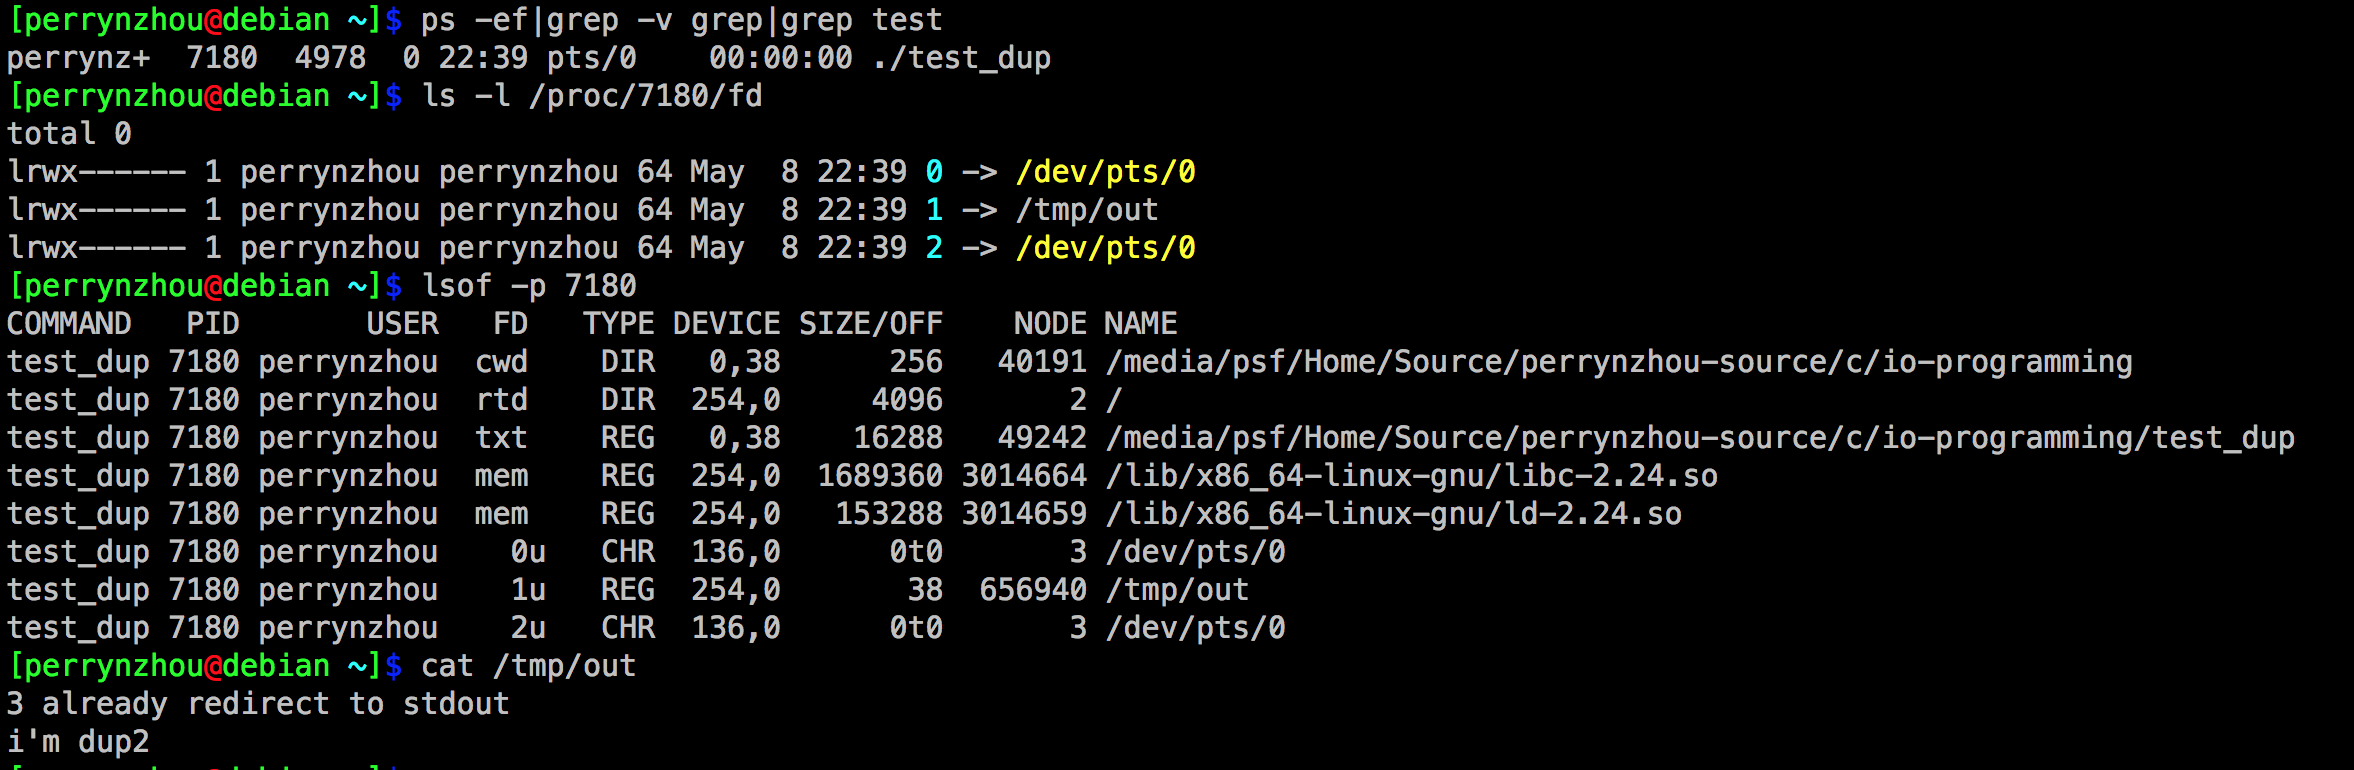 [perrynzhou@debian ~]$ ps -ef|grep -v grep|grep test
perrynz+  7180  4978  0 22:39 pts/0    00:00:00 ./test_dup
[perrynzhou@debian ~]$ ls -l /proc/7180/fd
total 0
lrwx------ 1 perrynzhou perrynzhou 64 May  8 22:39 0 -> /dev/pts/0
lrwx------ 1 perrynzhou perrynzhou 64 May  8 22:39 1 -> /tmp/out
lrwx------ 1 perrynzhou perrynzhou 64 May  8 22:39 2 -> /dev/pts/0
[perrynzhou@debian ~]$ lsof -p 7180
COMMAND   PID       USER   FD   TYPE DEVICE SIZE/OFF    NODE NAME
test_dup 7180 perrynzhou  cwd    DIR   0,38      256   40191 /media/psf/Home/Source/perrynzhou-source/c/io-programming
test_dup 7180 perrynzhou  rtd    DIR  254,0     4096       2 /
test_dup 7180 perrynzhou  txt    REG   0,38    16288   49242 /media/psf/Home/Source/perrynzhou-source/c/io-programming/test_dup
test_dup 7180 perrynzhou  mem    REG  254,0  1689360 3014664 /lib/x86_64-linux-gnu/libc-2.24.so
test_dup 7180 perrynzhou  mem    REG  254,0   153288 3014659 /lib/x86_64-linux-gnu/ld-2.24.so
test_dup 7180 perrynzhou    0u   CHR  136,0      0t0       3 /dev/pts/0
test_dup 7180 perrynzhou    1u   REG  254,0       38  656940 /tmp/out
test_dup 7180 perrynzhou    2u   CHR  136,0      0t0       3 /dev/pts/0
[perrynzhou@debian ~]$ cat /tmp/out
3 already redirect to stdout
i'm dup2